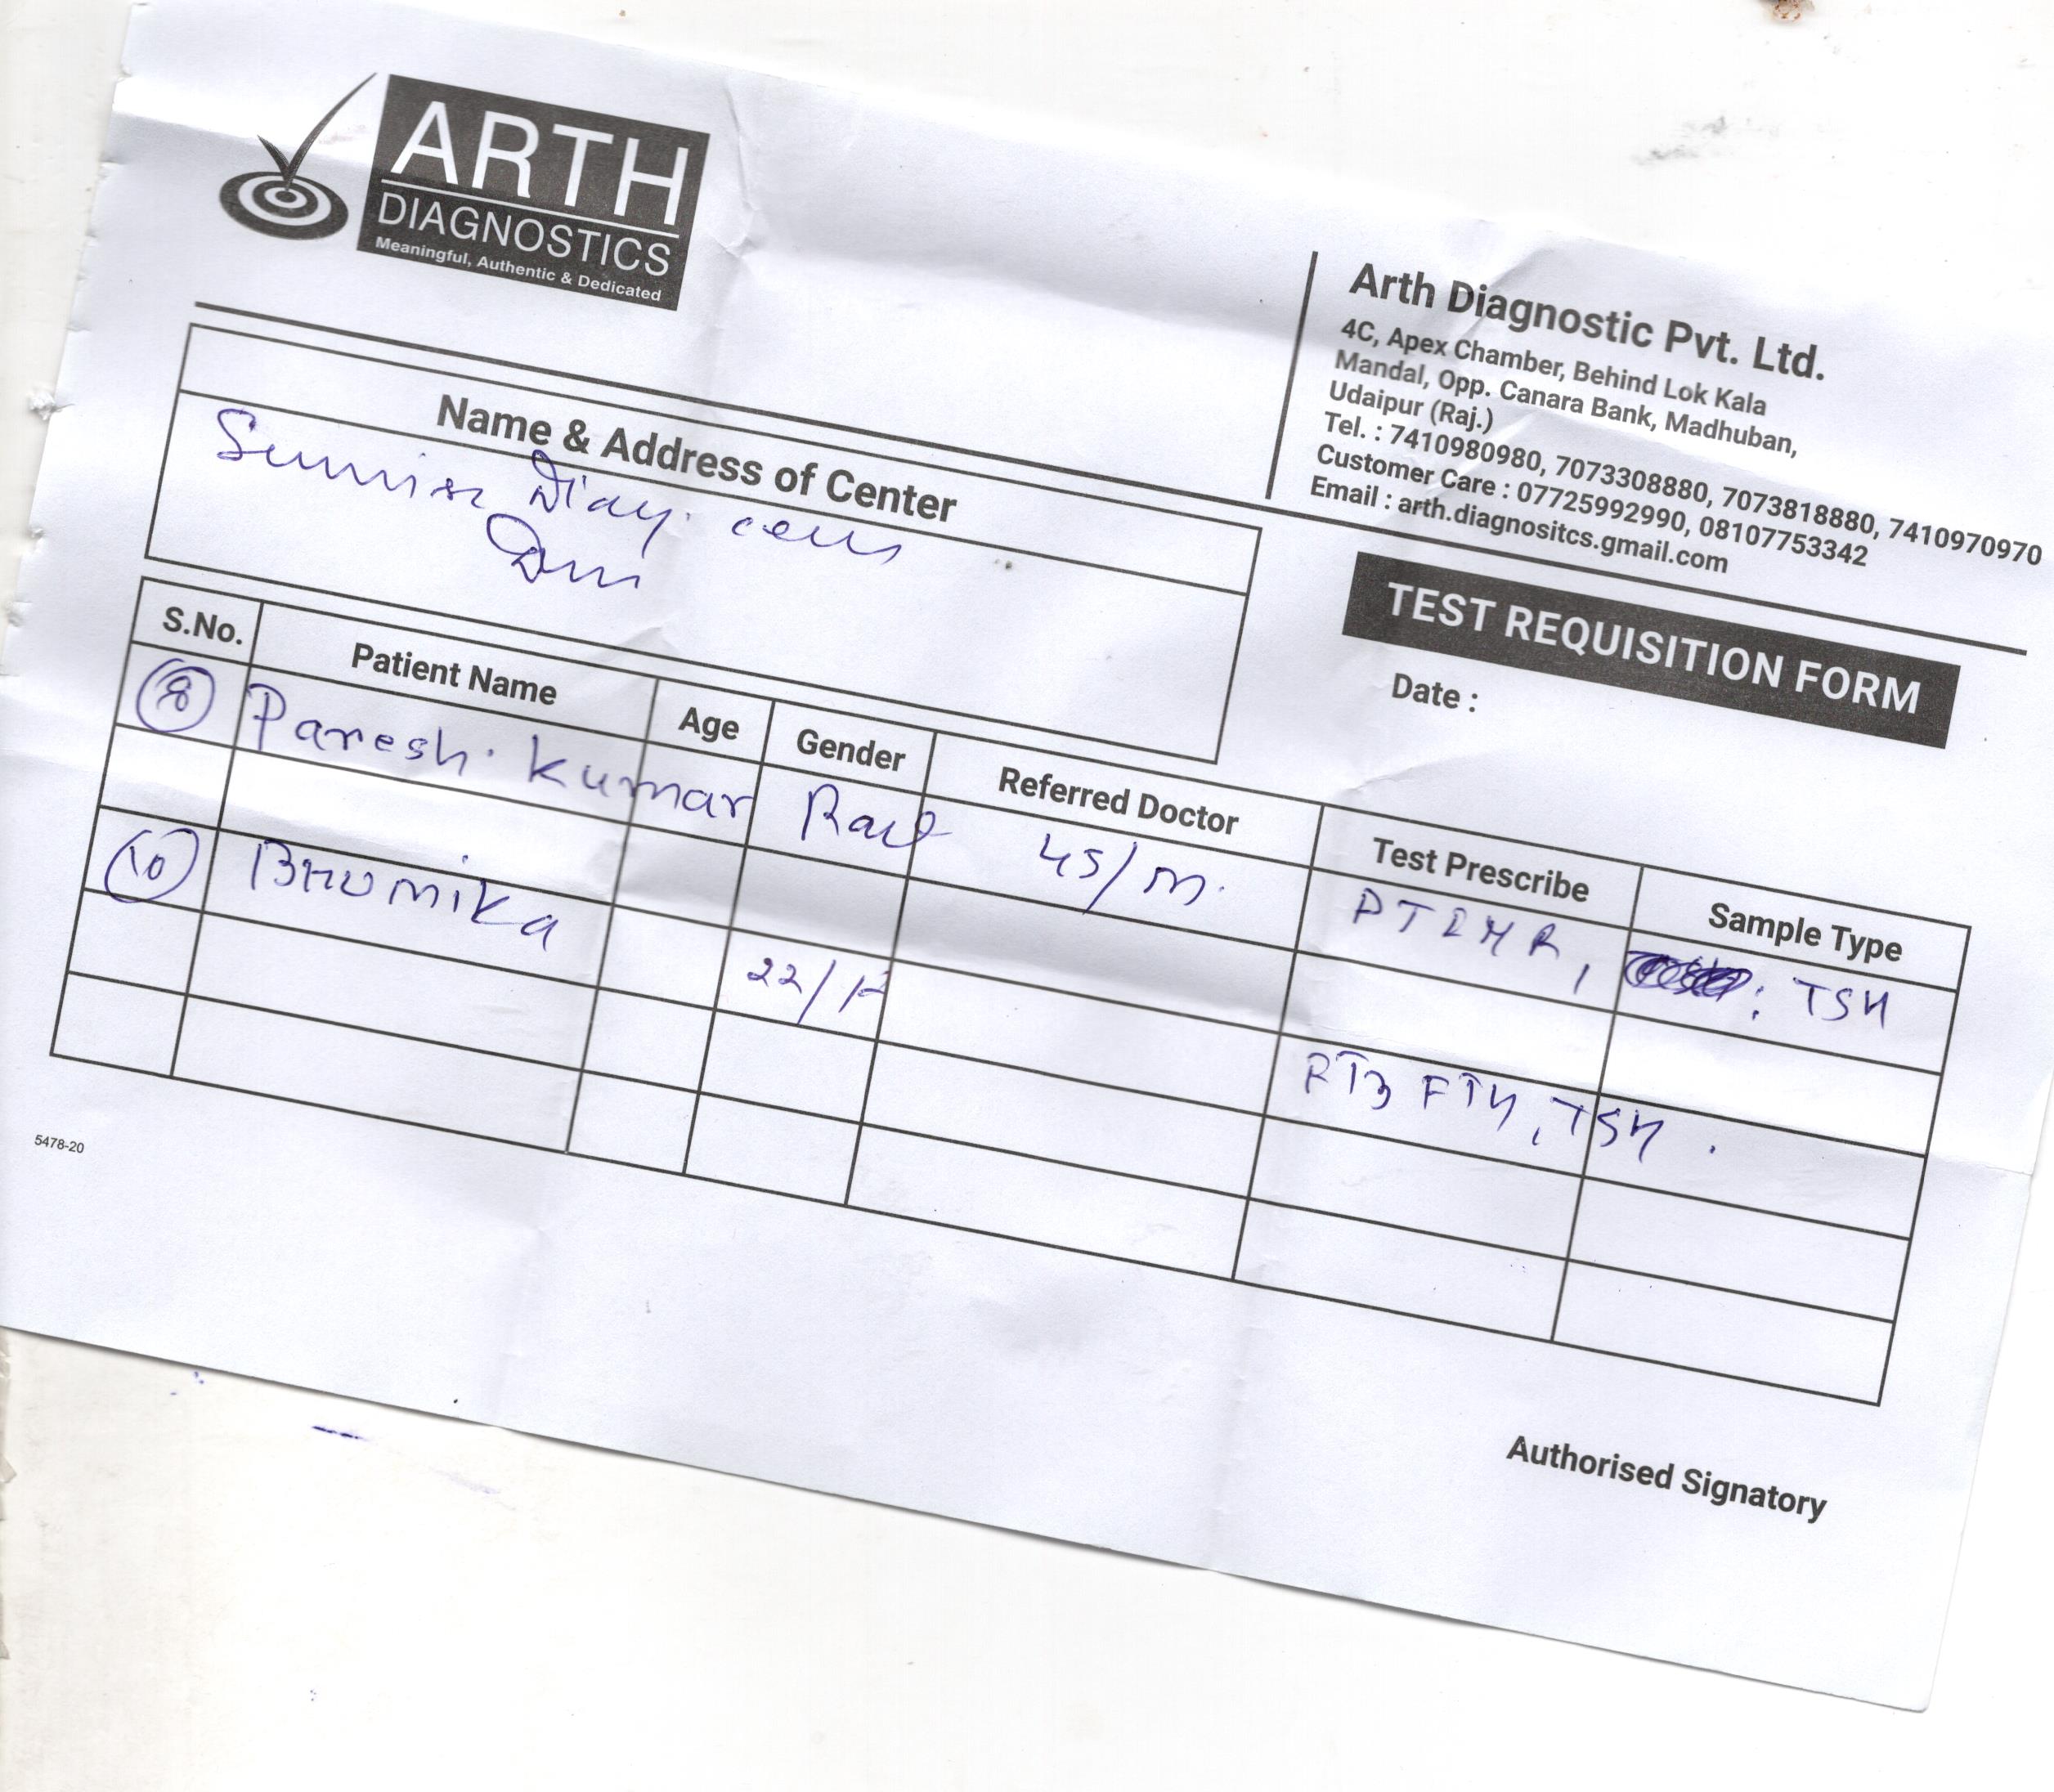 ARTH
DIAGNOSTICS
Meaningful, Authentic & Dedicated
Arth Diagnostic Pvt. Ltd.
4C, Apex Chamber, Behind Lok Kala
Mandal, Opp. Canara Bank, Madhuban,
Udaipur (Raj.)
Tel. : 7410980980, 7073308880, 7073818880, 7410970970
Customer Care : 07725992990, 08107753342
Email : arth.diagnositcs.gmail.com
Name & Address of Center
Sunrise Diag.
TEST REQUISITION FORM
Date :
S.No. Patient Name Age Gender Referred Doctor Test Prescribe Sample Type
8 Paresh Kumar 45/M. TSH
10 BHUMIKA 22/F FT3 FT4, TSH
5478-20
Authorised Signatory